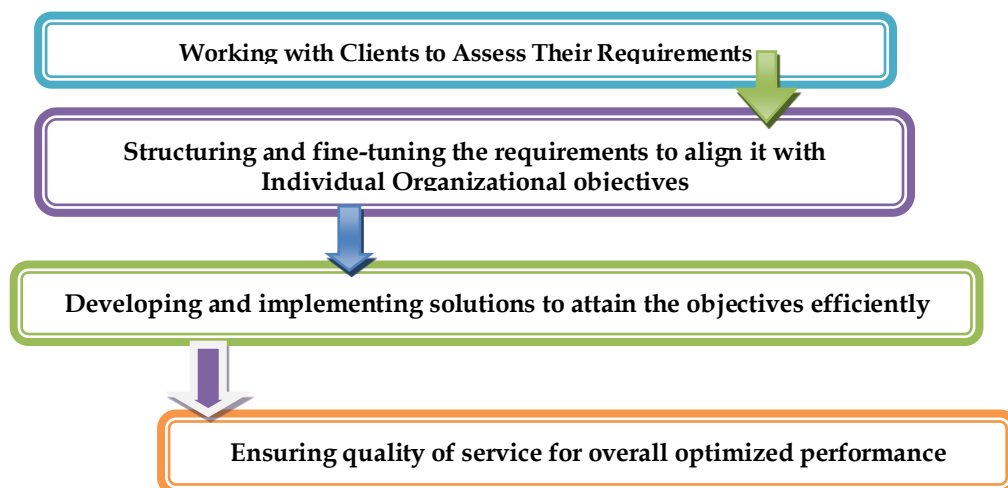 Working with Clients to Assess Their Requirements
Structuring and fine-tuning the requirements to align it with
Individual Organizational objectives
Developing and implementing solutions to attain the objectives efficiently
Ensuring quality of service for overall optimized performance